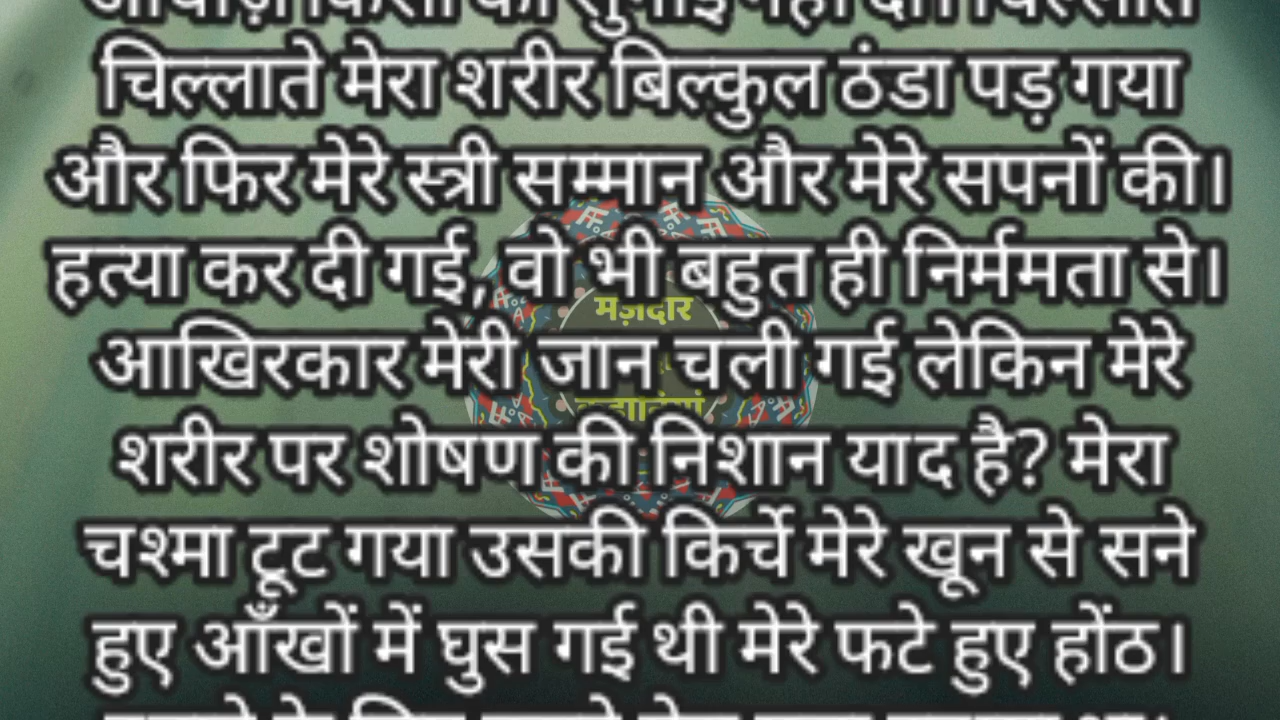 चिल्लाते मेरा शरीर बिल्कुल ठंडा पड़ गया
और फिर मेरे स्त्री सम्मान और मेरे सपनों की।
हत्या कर दी गई,, वो भी बहुत ही निर्ममता से।
मज़ेदार
आखिरकार मेरी जान चली गई लेकिन मेरे
कहानियां
शरीर पर शोषण की निशान याद है? मेरा
चश्मा टूट गया उसकी किर्चे मेरे खून से सने
हुए आँखों में घुस गई थी मेरे फटे हुए होंठ।